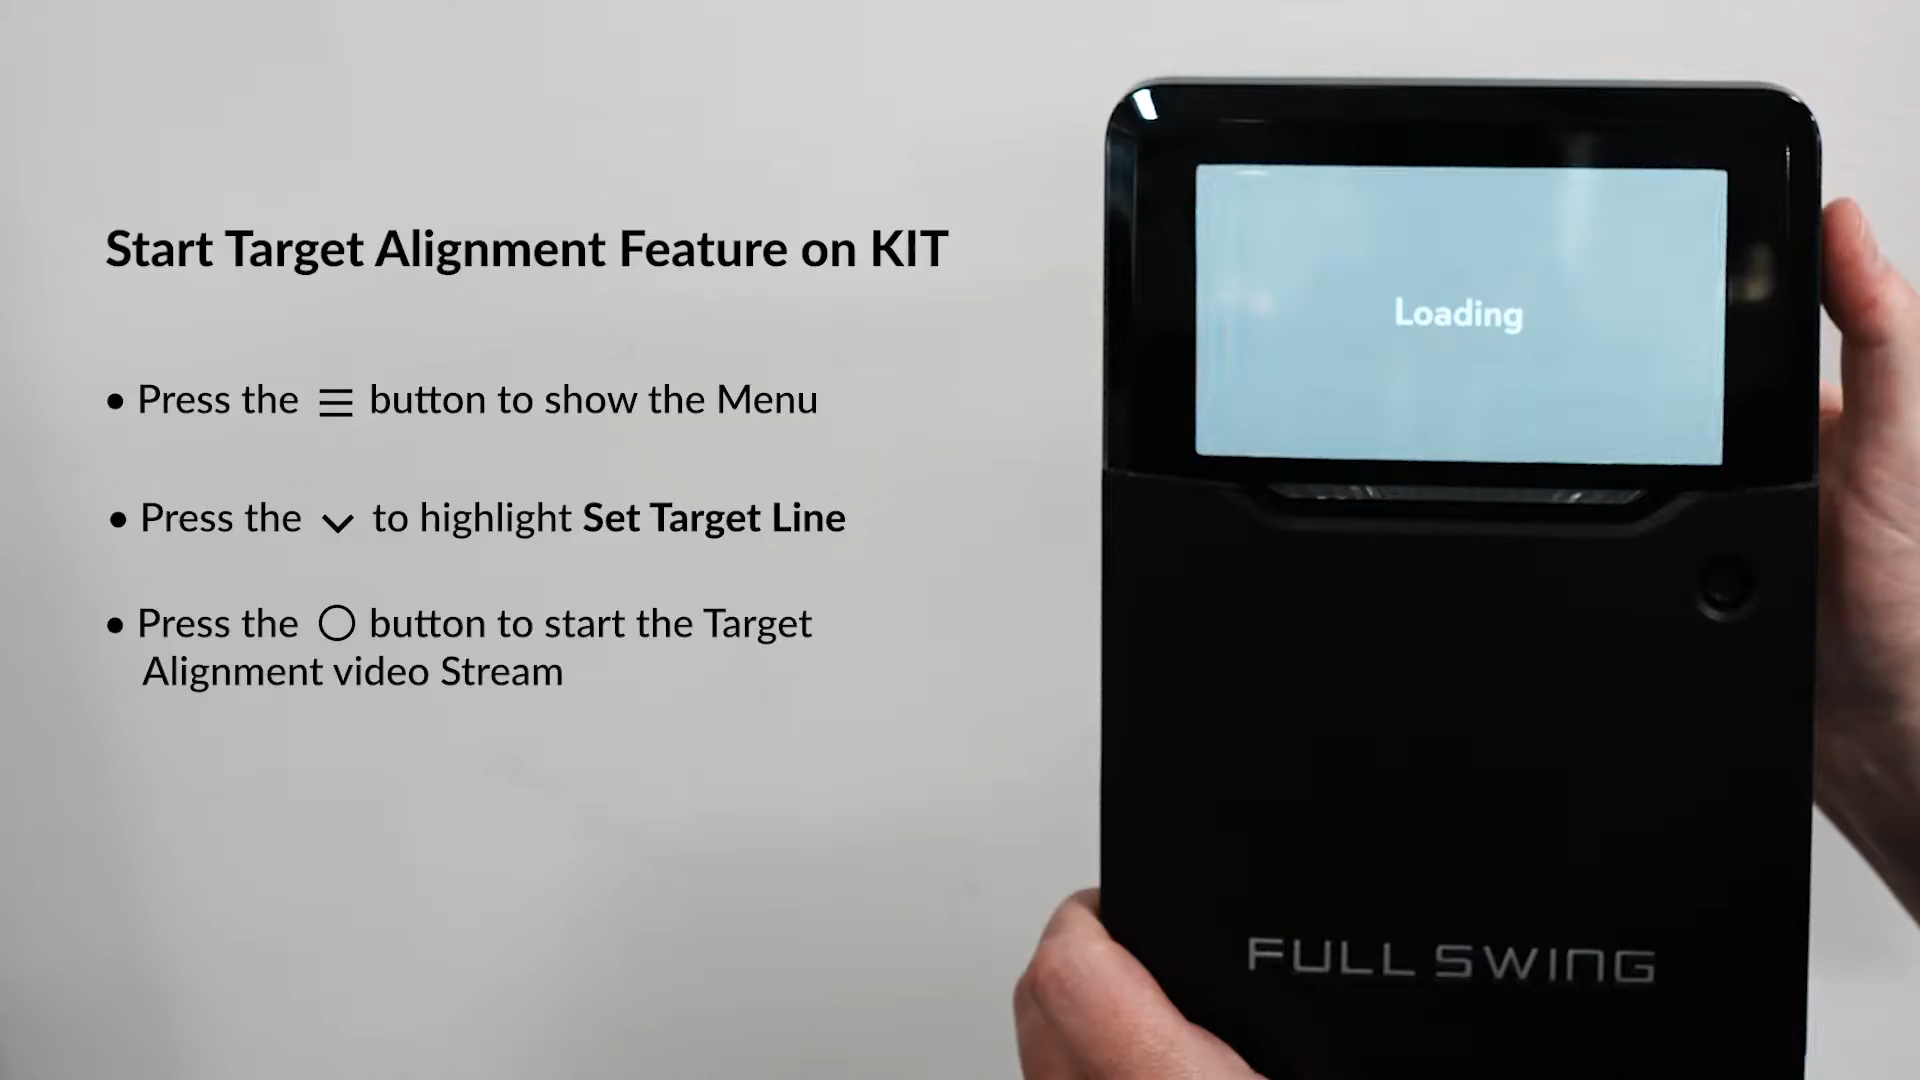 Start Target Alignment Feature on KIT
• Press the ☰ button to show the Menu
• Press the ⌄ to highlight Set Target Line
• Press the ○ button to start the Target
Alignment video Stream
Loading
FULL SWING